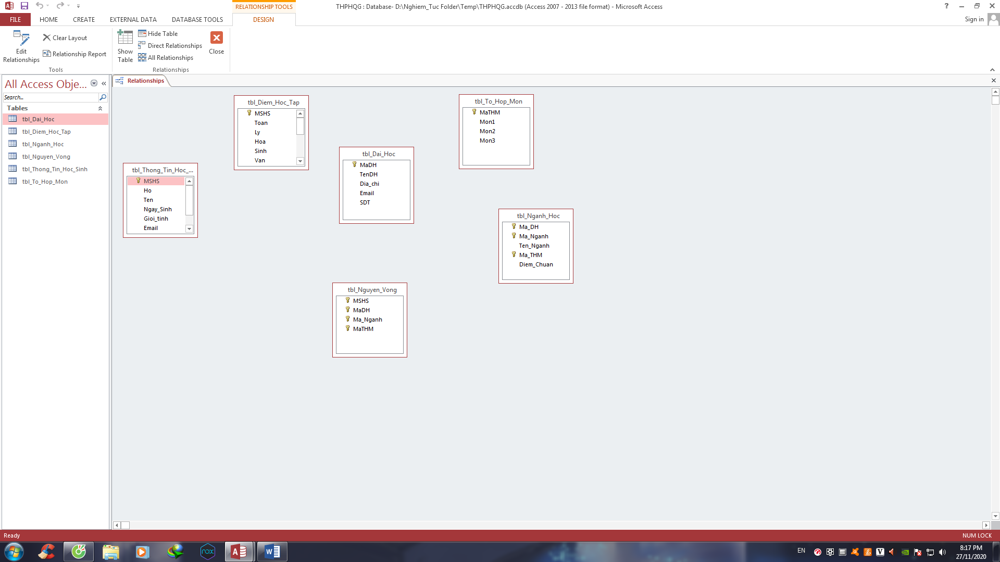 RELATIONSHIP TOOLS
THPHQG : Database- D:\Nghiem_Tuc Folder\Temp\THPHQG.accdb (Access 2007 - 2013 file format) - Microsoft Access
FILE HOME CREATE EXTERNAL DATA DATABASE TOOLS DESIGN Sign in
Edit Relationships
Clear Layout
Relationship Report
Tools
Show Table
Hide Table
Direct Relationships
All Relationships
Close
Relationships
All Access Obje...
Search...
Tables
tbl_Dai_Hoc
tbl_Diem_Hoc_Tap
tbl_Nganh_Hoc
tbl_Nguyen_Vong
tbl_Thong_Tin_Hoc_Sinh
tbl_To_Hop_Mon
Relationships
tbl_Thong_Tin_Hoc_...
MSHS
Ho
Ten
Ngay_Sinh
Gioi_tinh
Email
tbl_Diem_Hoc_Tap
MSHS
Toan
Ly
Hoa
Sinh
Van
tbl_Dai_Hoc
MaDH
TenDH
Dia_chi
Email
SDT
tbl_To_Hop_Mon
MaTHM
Mon1
Mon2
Mon3
tbl_Nganh_Hoc
Ma_DH
Ma_Nganh
Ten_Nganh
Ma_THM
Diem_Chuan
tbl_Nguyen_Vong
MSHS
MaDH
Ma_Nganh
MaTHM
Ready
NUM LOCK
nox
EN
V
8:17 PM
27/11/2020